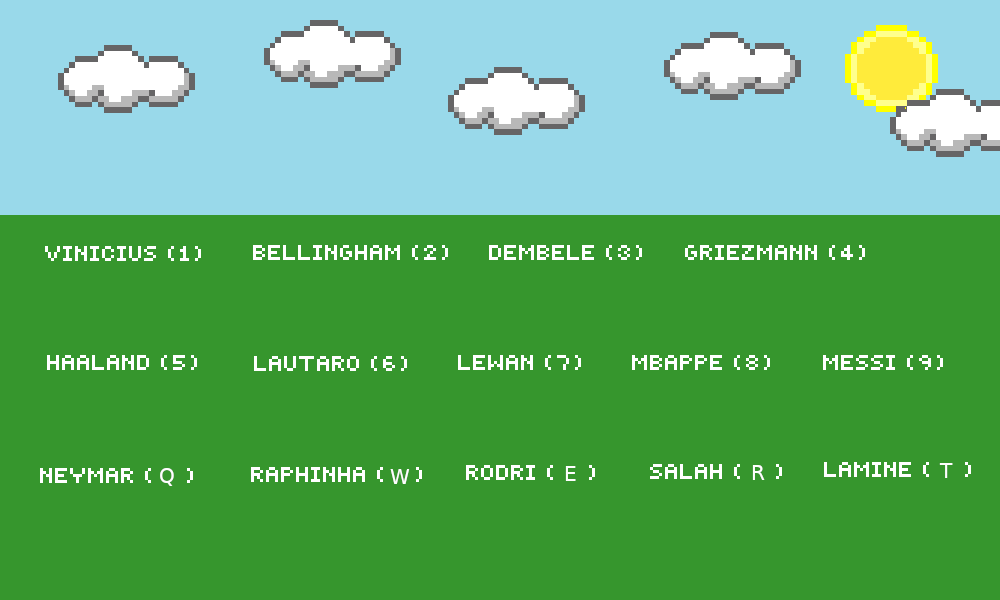 VINICIUS (1) BELLINGHAM (2) DEMBELE (3) GRIEZMANN (4)
HAALAND (5) LAUTARO (6) LEWAN (7) MBAPPE (8) MESSI (9)
NEYMAR ( Q ) RAPHINHA ( W ) RODRI ( E ) SALAH ( R ) LAMINE ( T )